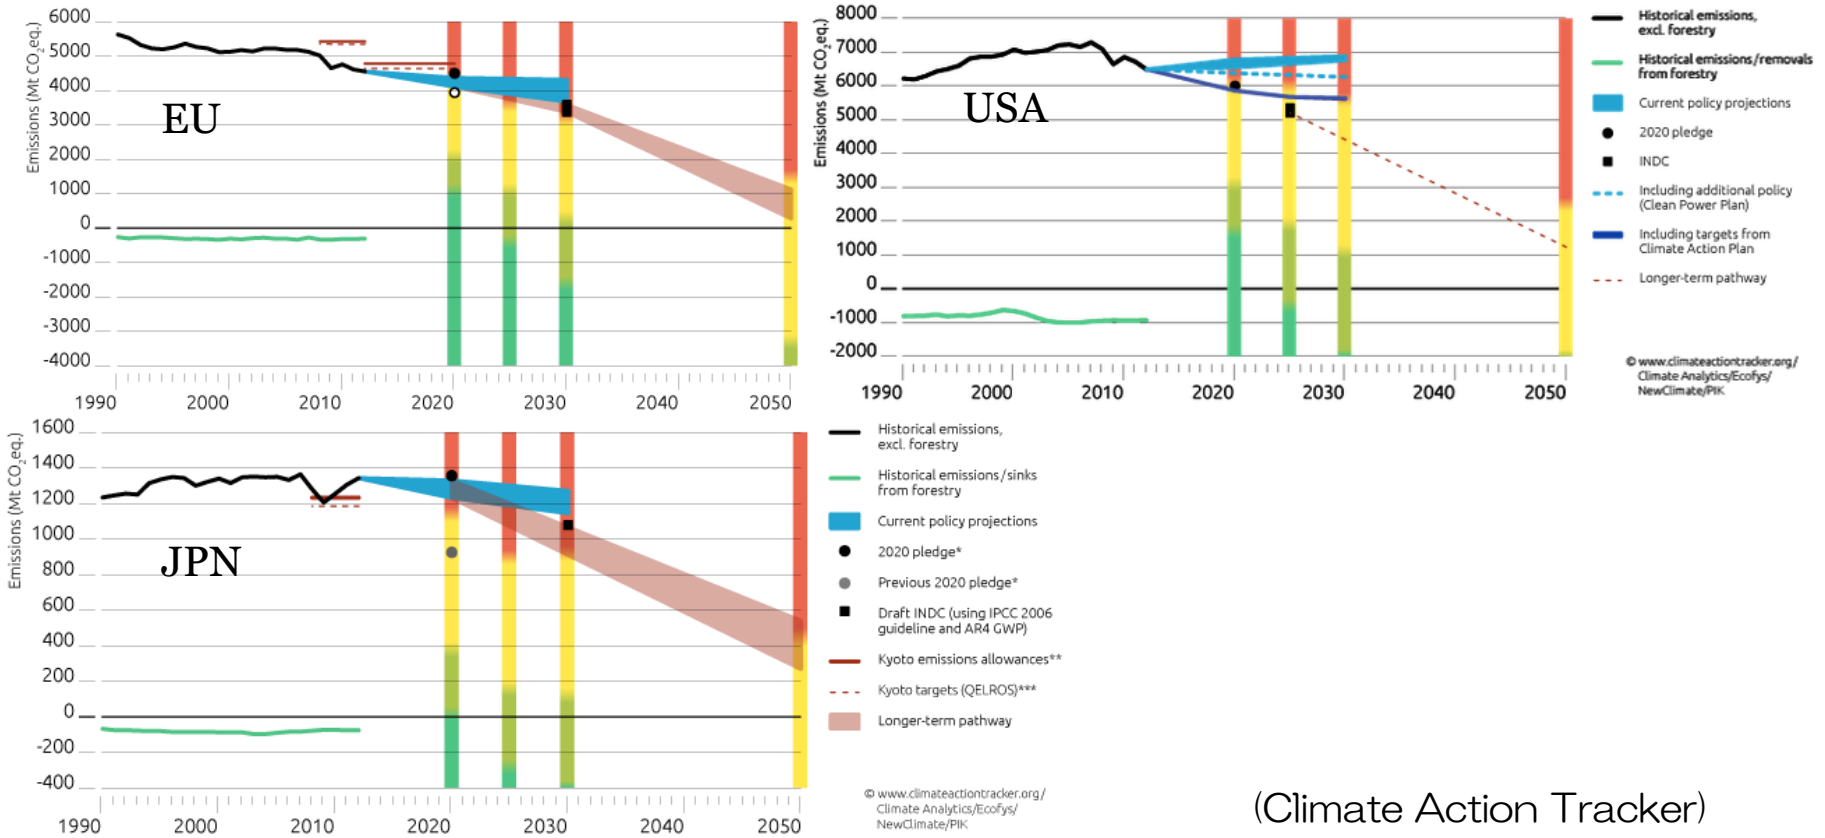 Emissions (Mt CO2eq.)
6000
5000
4000
3000
2000
1000
0
-1000
-2000
-3000
-4000
EU
1990
2000
2010
2020
2030
2040
2050
Emissions (Mt CO2eq.)
8000
7000
6000
5000
4000
3000
2000
1000
0
-1000
-2000
USA
1990
2000
2010
2020
2030
2040
2050
Historical emissions,
excl. forestry
Historical emissions/removals
from forestry
Current policy projections
2020 pledge
INDC
Including additional policy
(Clean Power Plan)
Including targets from
Climate Action Plan
Longer-term pathway
© www.climateactiontracker.org/
Climate Analytics/Ecofys/
NewClimate/PIK
Emissions (Mt CO2eq.)
1600
1400
1200
1000
800
600
400
200
0
-200
-400
JPN
1990
2000
2010
2020
2030
2040
2050
Historical emissions,
excl. forestry
Historical emissions/sinks
from forestry
Current policy projections
2020 pledge*
Previous 2020 pledge*
Draft INDC (using IPCC 2006
guideline and AR4 GWP)
Kyoto emissions allowances**
Kyoto targets (QELROS)***
Longer-term pathway
© www.climateactiontracker.org/
Climate Analytics/Ecofys/
NewClimate/PIK
(Climate Action Tracker)